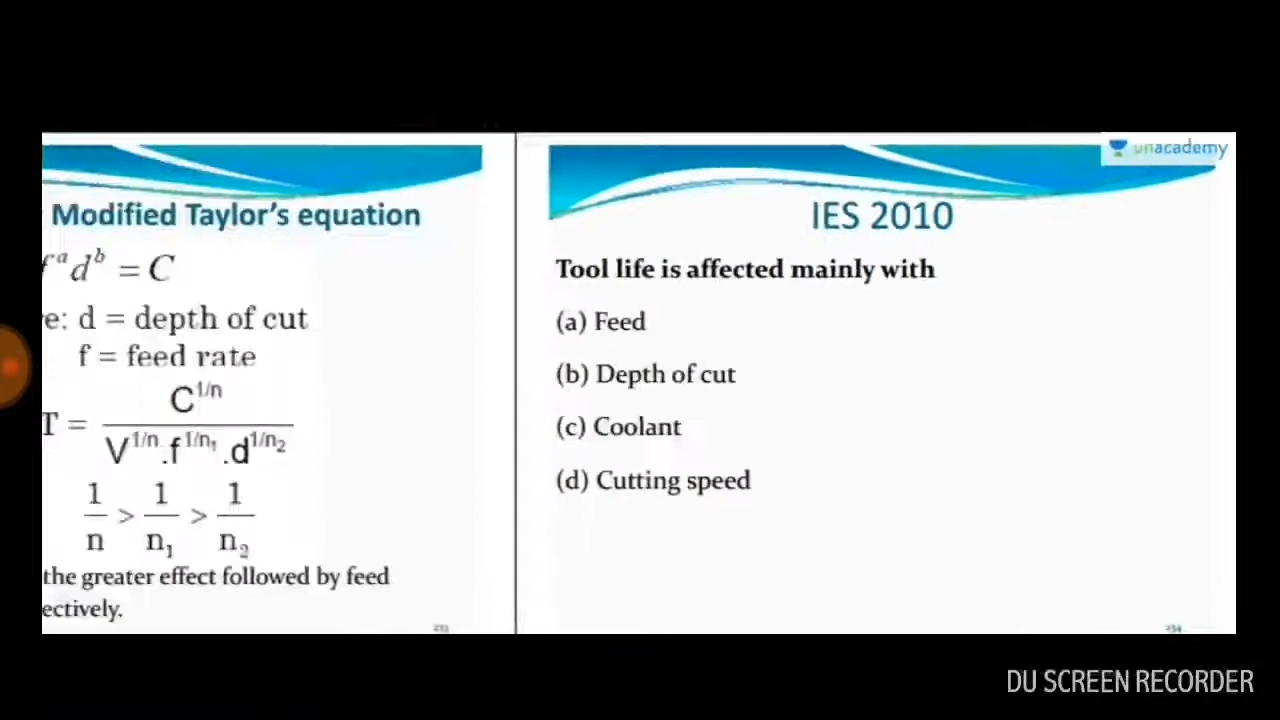 unacademy
Modified Taylor's equation
fᵃdᵇ = C
e: d = depth of cut
f = feed rate
T = C^1/n / V^1/n.f^1/n₁.d^1/n₂
1/n > 1/n₁ > 1/n₂
the greater effect followed by feed
ectively.
IES 2010
Tool life is affected mainly with
(a) Feed
(b) Depth of cut
(c) Coolant
(d) Cutting speed
DU SCREEN RECORDER